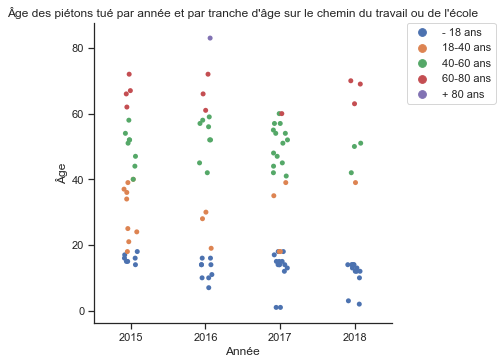 Âge des piétons tué par année et par tranche d'âge sur le chemin du travail ou de l'école
- 18 ans
18-40 ans
40-60 ans
60-80 ans
+ 80 ans
80
60
40
20
0
Âge
2015 2016 2017 2018
Année